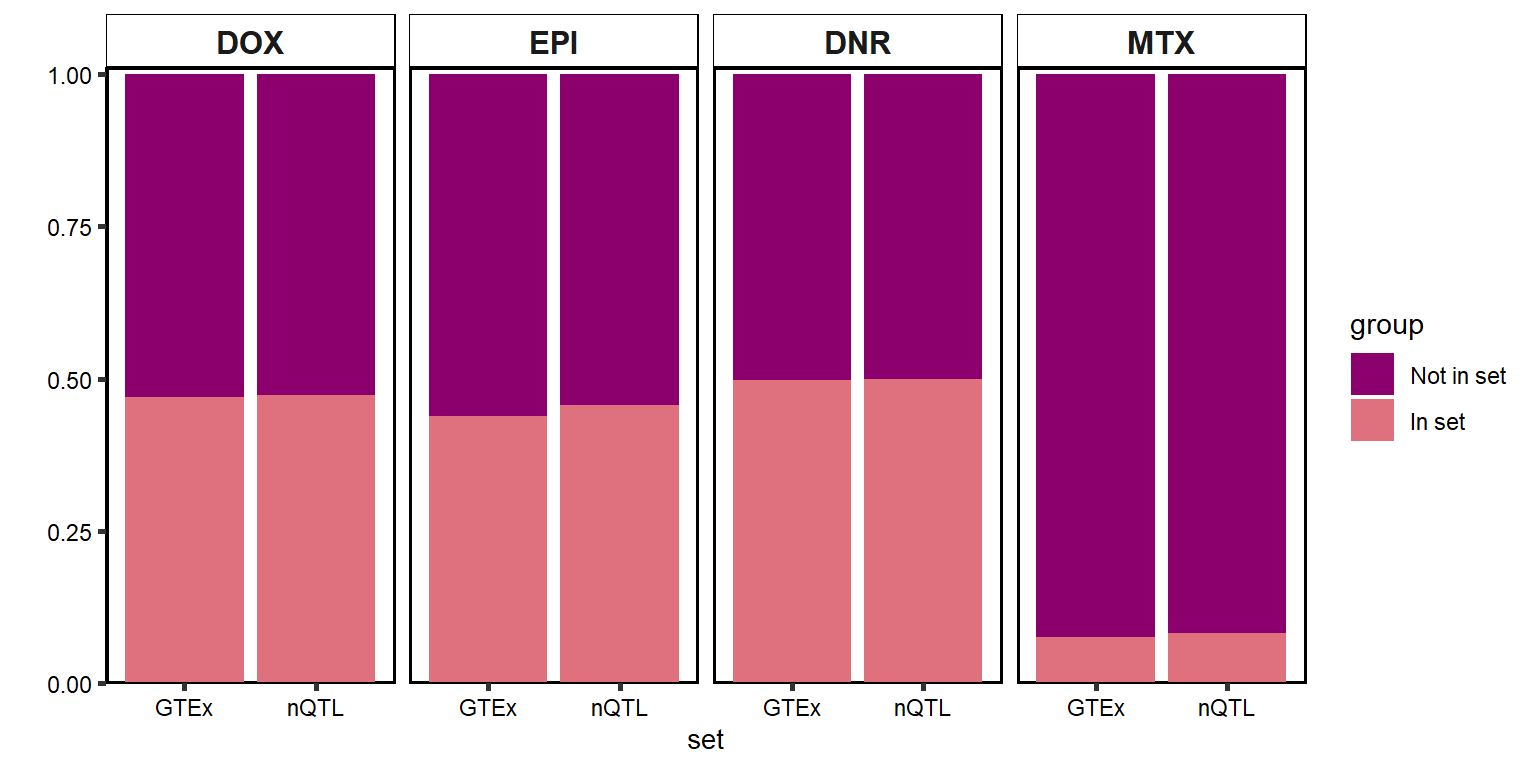 DOX EPI DNR MTX
1.00
0.75
0.50
0.25
0.00
GTEx nQTL GTEx nQTL GTEx nQTL GTEx nQTL
set
group
Not in set
In set